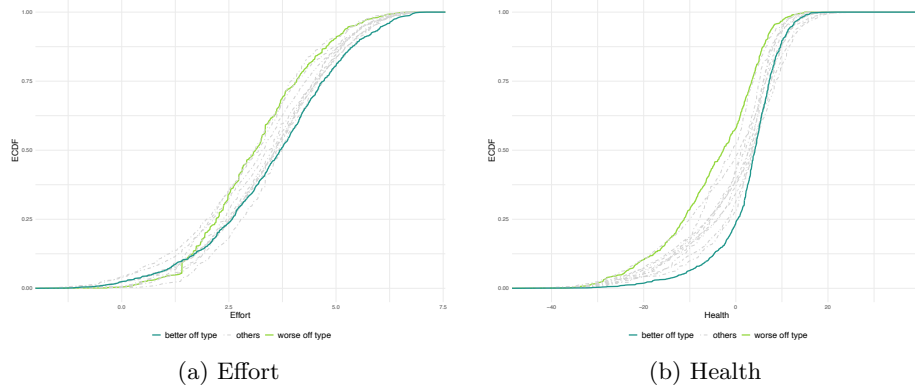 1.00
0.75
ECDF
0.50
0.25
0.00
0.0
2.5
5.0
7.5
Effort
better off type others worse off type
(a) Effort
1.00
0.75
ECDF
0.50
0.25
0.00
−40
−20
0
20
Health
better off type others worse off type
(b) Health